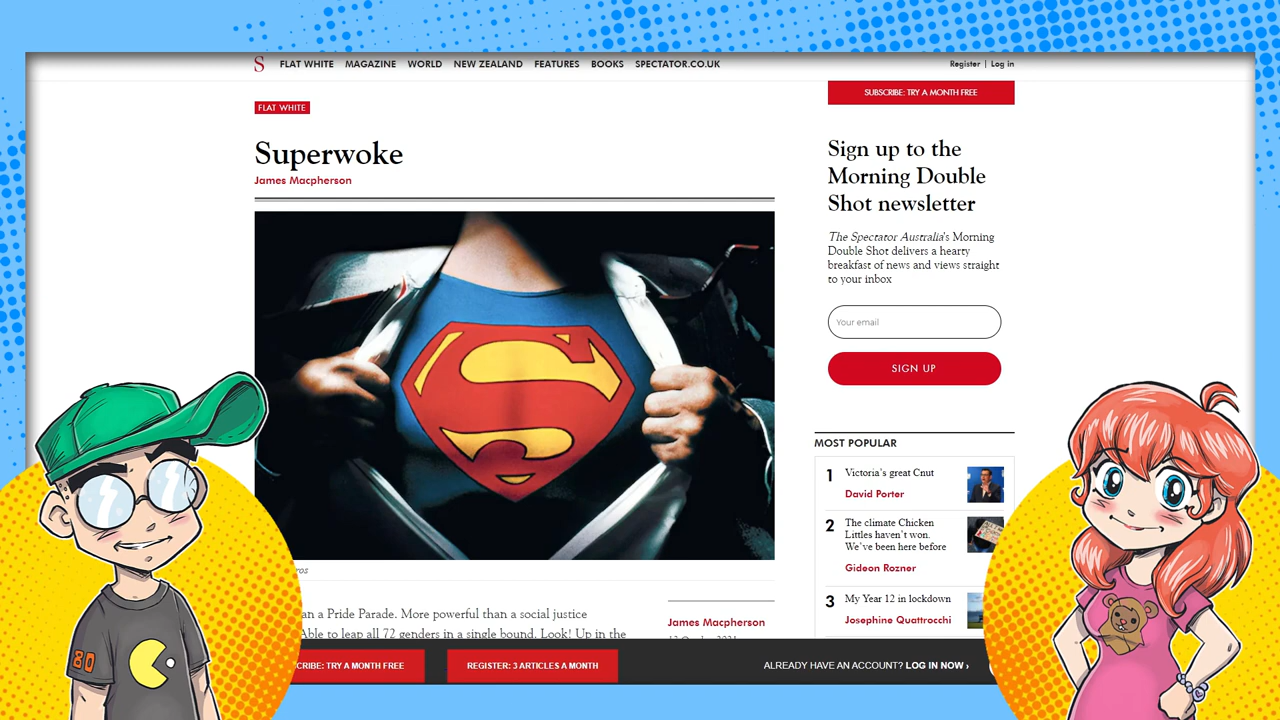 S FLAT WHITE MAGAZINE WORLD NEW ZEALAND FEATURES BOOKS SPECTATOR.CO.UK
Register | Log in
SUBSCRIBE: TRY A MONTH FREE
FLAT WHITE
Superwoke
James Macpherson
S
ros
an a Pride Parade. More powerful than a social justice
Able to leap all 72 genders in a single bound. Look! Up in the
James Macpherson
Sign up to the
Morning Double
Shot newsletter
The Spectator Australia's Morning
Double Shot delivers a hearty
breakfast of news and views straight
to your inbox
Your email
SIGN UP
MOST POPULAR
1 Victoria's great Cnut
David Porter
2 The climate Chicken
Littles haven't won.
We've been here before
Gideon Rozner
3 My Year 12 in lockdown
Josephine Quattrocchi
CRIBE: TRY A MONTH FREE
REGISTER: 3 ARTICLES A MONTH
ALREADY HAVE AN ACCOUNT? LOG IN NOW ›
80